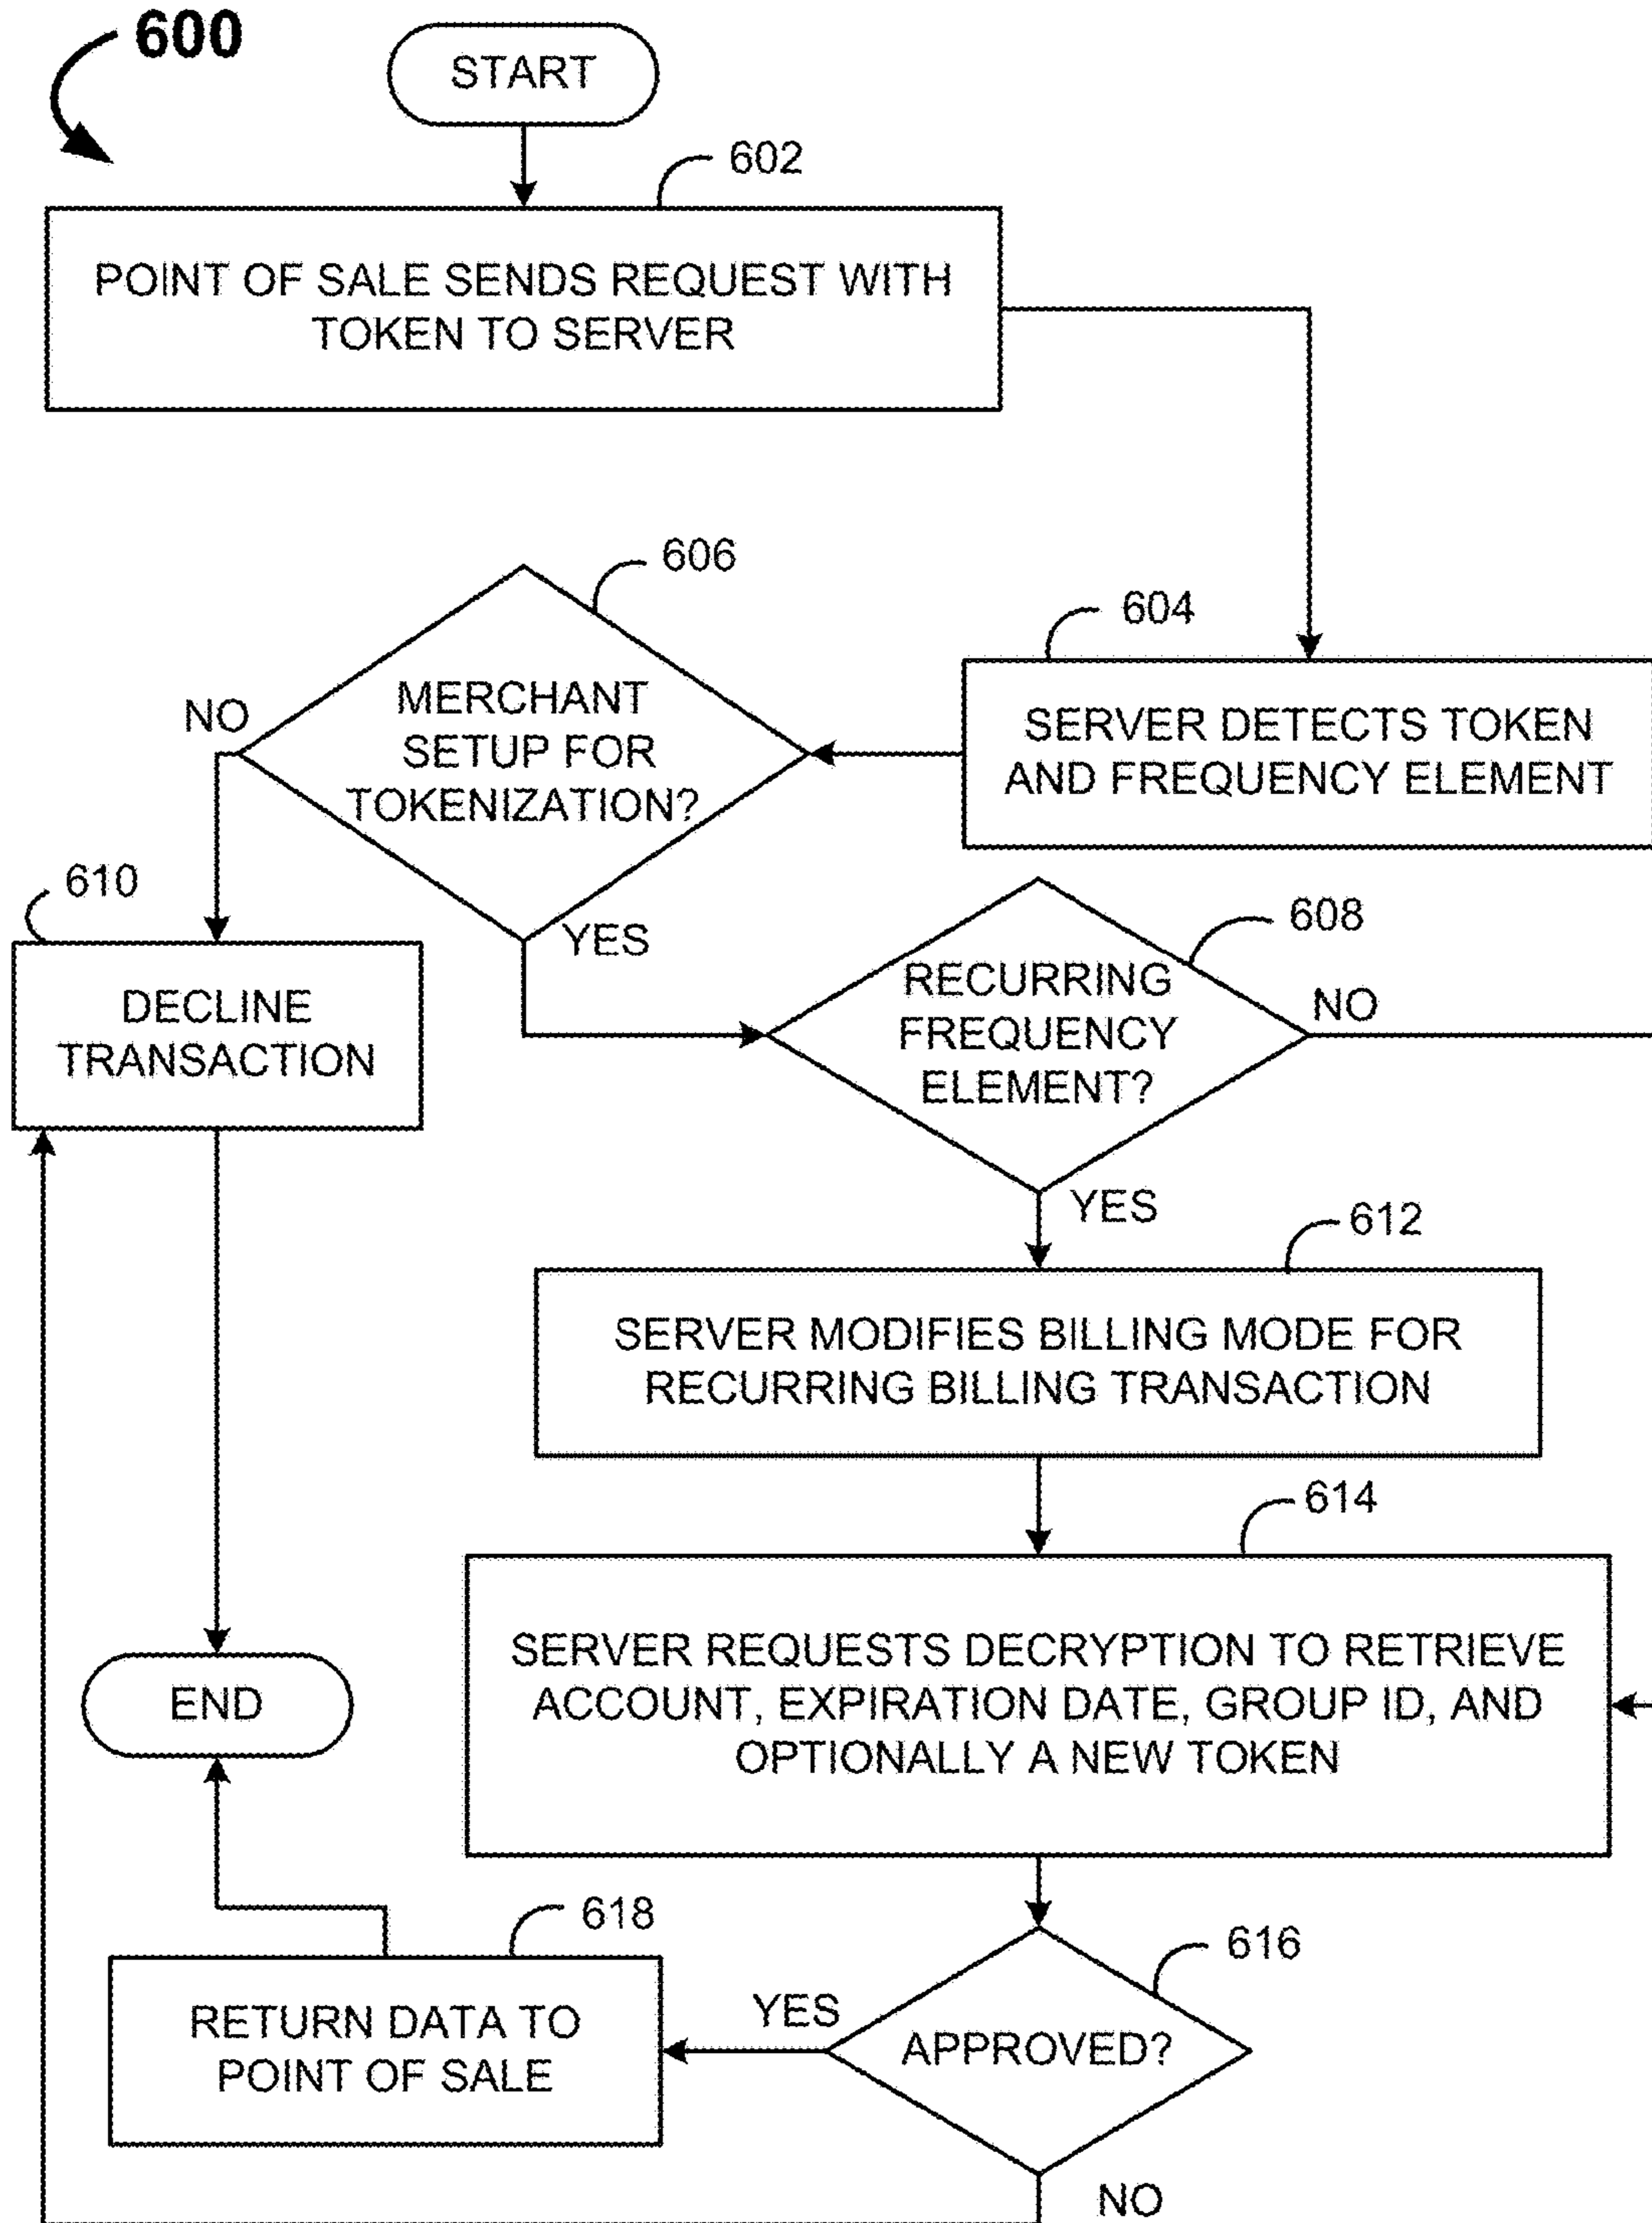 600
START
602
POINT OF SALE SENDS REQUEST WITH
TOKEN TO SERVER
606
604
MERCHANT
SETUP FOR
TOKENIZATION?
NO
SERVER DETECTS TOKEN
AND FREQUENCY ELEMENT
610
YES
608
DECLINE
TRANSACTION
RECURRING
FREQUENCY
ELEMENT?
NO
YES
612
SERVER MODIFIES BILLING MODE FOR
RECURRING BILLING TRANSACTION
614
SERVER REQUESTS DECRYPTION TO RETRIEVE
ACCOUNT, EXPIRATION DATE, GROUP ID, AND
OPTIONALLY A NEW TOKEN
END
618
616
RETURN DATA TO
POINT OF SALE
YES
APPROVED?
NO